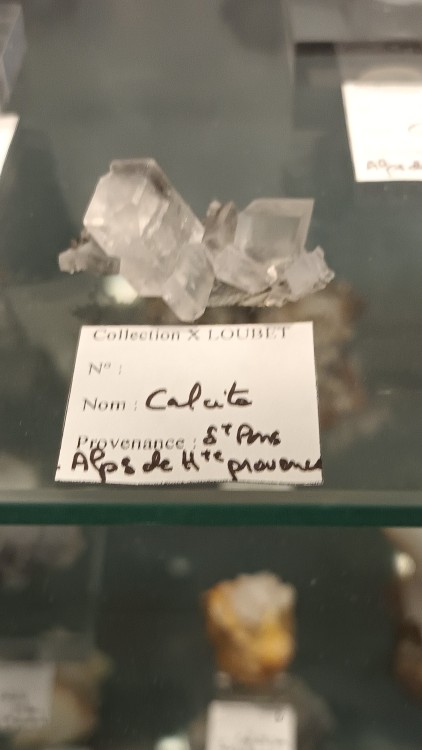 Collection X LOUBET
N° :
Nom : Calcite
Provenance : St Pons
Alps de Hte provence